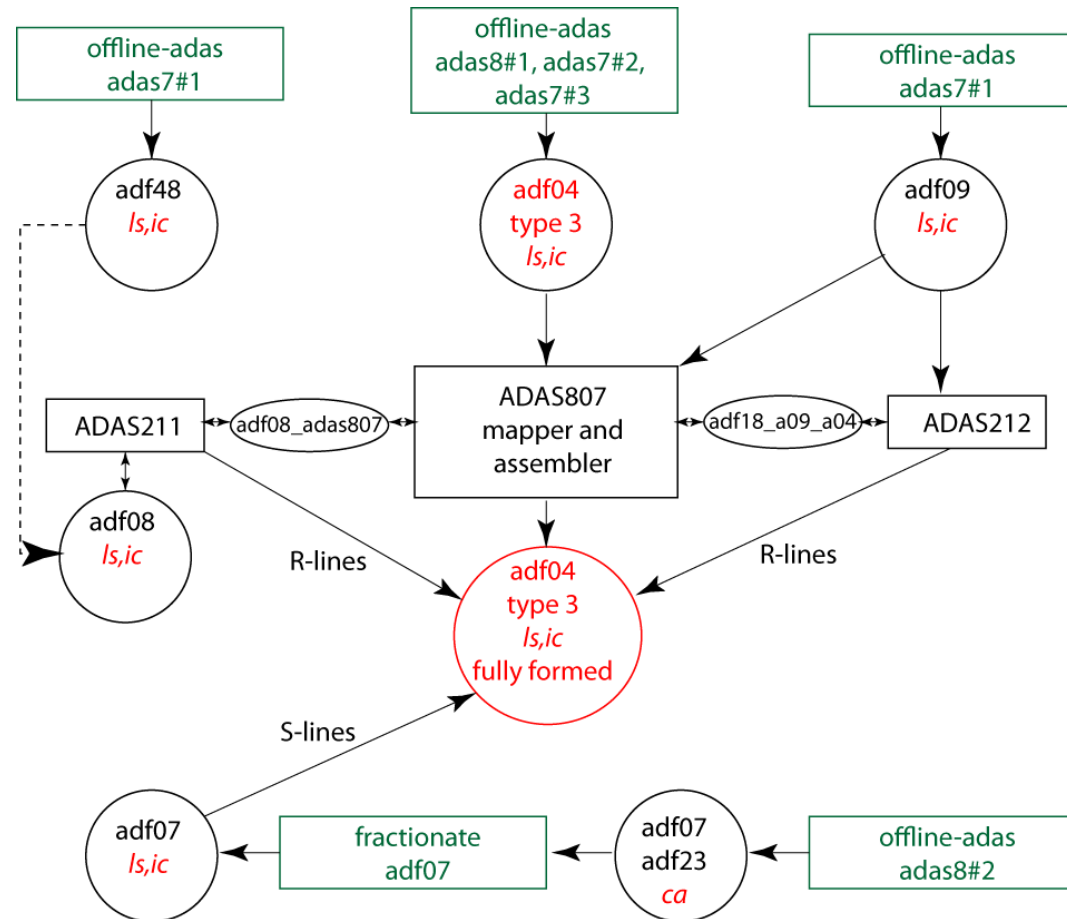 offline-adas
adas7#1
offline-adas
adas8#1, adas7#2,
adas7#3
offline-adas
adas7#1
adf48
ls,ic
adf04
type 3
ls,ic
adf09
ls,ic
ADAS211
adf08_adas807
ADAS807
mapper and
assembler
adf18_a09_a04
ADAS212
adf08
ls,ic
R-lines
adf04
type 3
ls,ic
fully formed
R-lines
S-lines
adf07
ls,ic
fractionate
adf07
adf07
adf23
ca
offline-adas
adas8#2